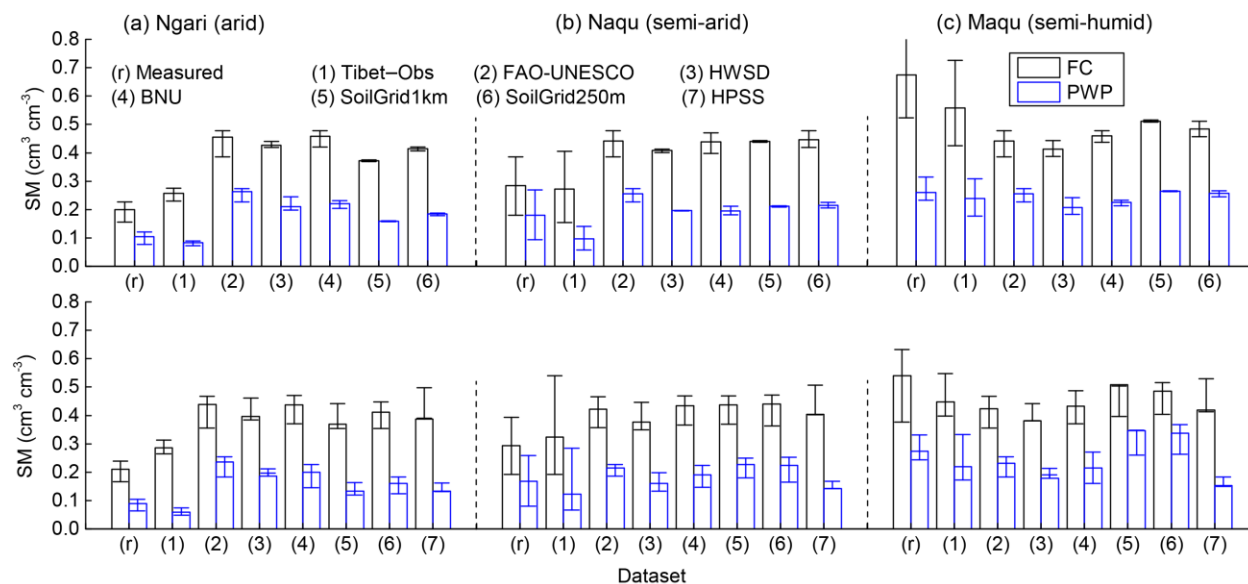 (a) Ngari (arid) (b) Naqu (semi-arid) (c) Maqu (semi-humid)
0.8
0.7
0.6
0.5
0.4
0.3
0.2
0.1
0.0
SM (cm³ cm⁻³)
(r) Measured (1) Tibet–Obs (2) FAO-UNESCO (3) HWSD
(4) BNU (5) SoilGrid1km (6) SoilGrid250m (7) HPSS
FC
PWP
(r) (1) (2) (3) (4) (5) (6) (r) (1) (2) (3) (4) (5) (6) (r) (1) (2) (3) (4) (5) (6)
0.8
0.7
0.6
0.5
0.4
0.3
0.2
0.1
0.0
SM (cm³ cm⁻³)
(r) (1) (2) (3) (4) (5) (6) (7) (r) (1) (2) (3) (4) (5) (6) (7) (r) (1) (2) (3) (4) (5) (6) (7)
Dataset